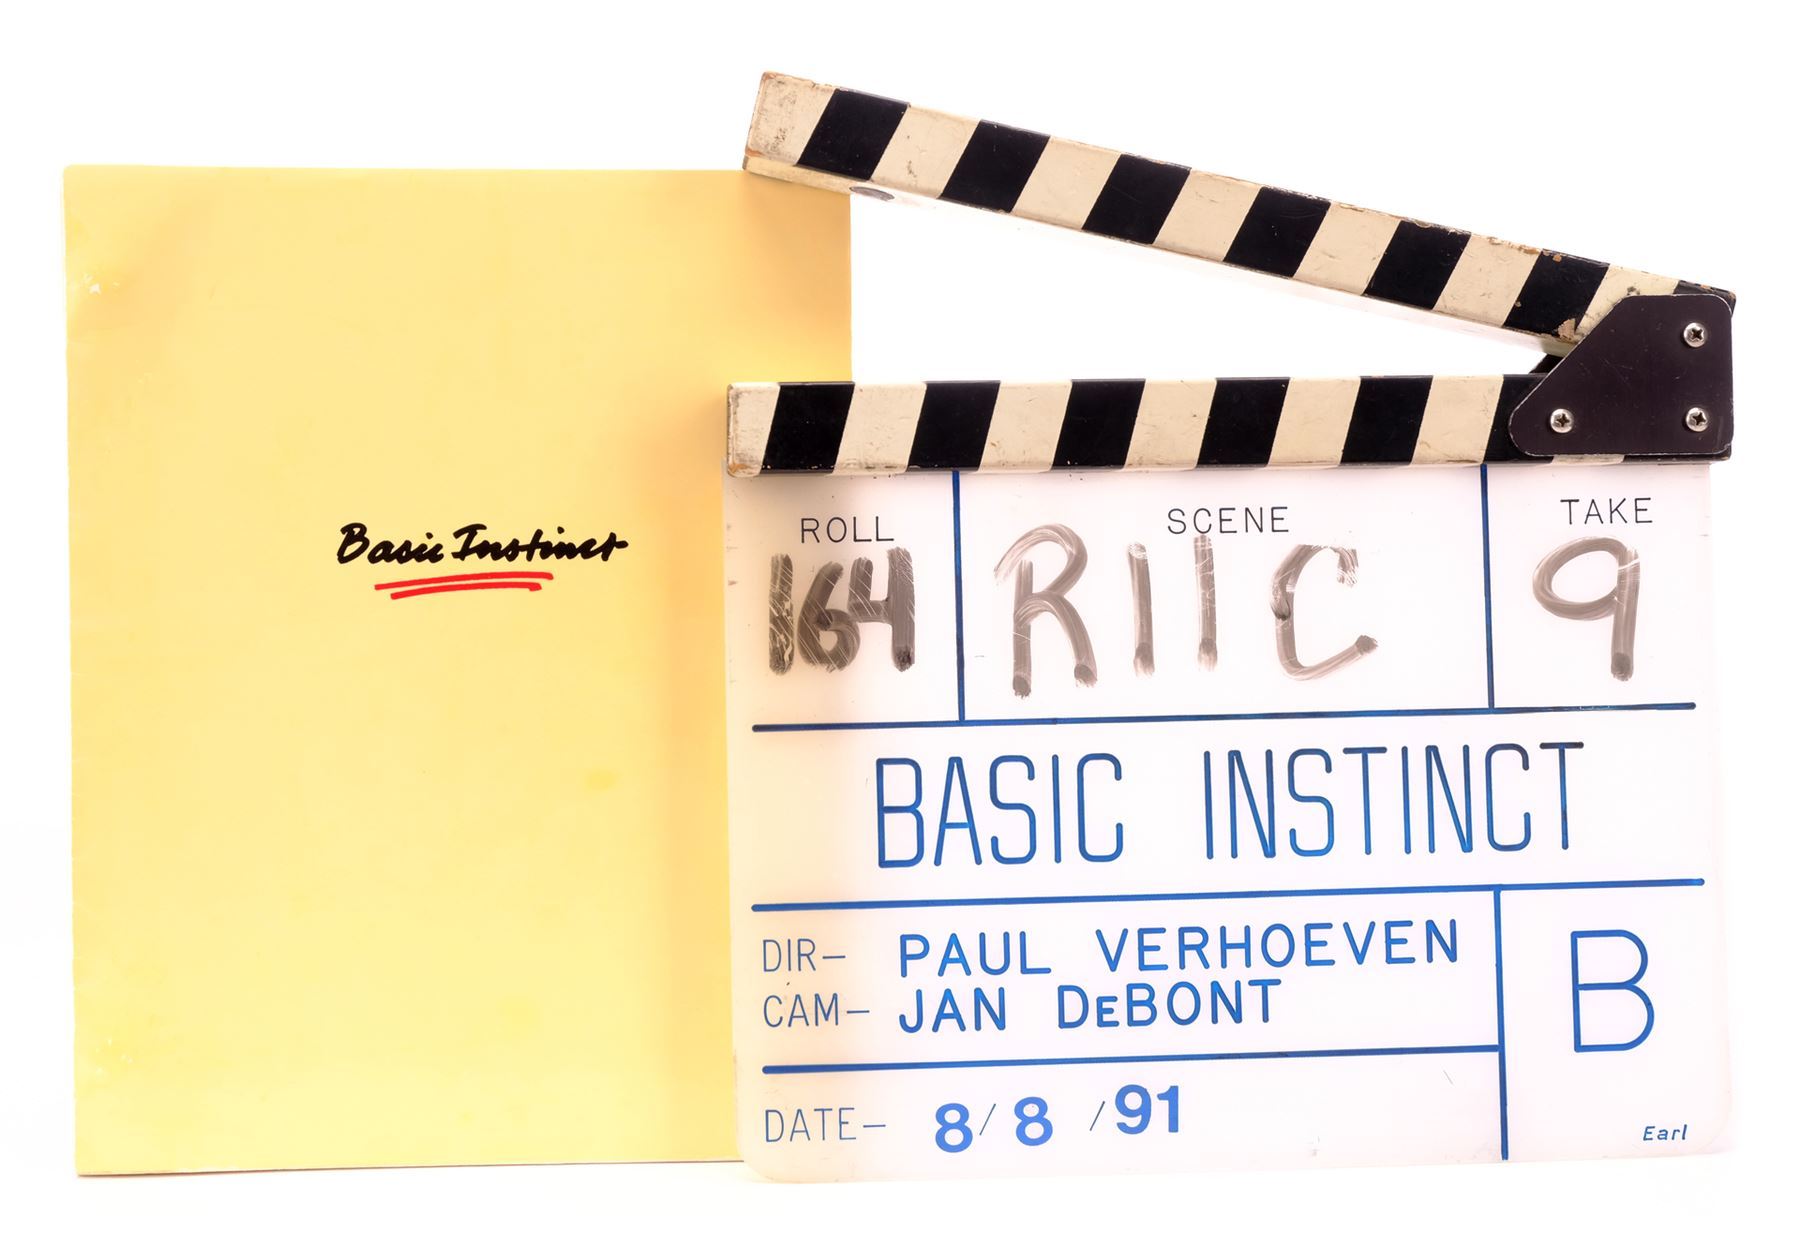 Basic Instinct
ROLL SCENE TAKE
164 R11C 9
BASIC INSTINCT
DIR- PAUL VERHOEVEN
CAM- JAN DeBONT
B
DATE- 8/8/91
Earl